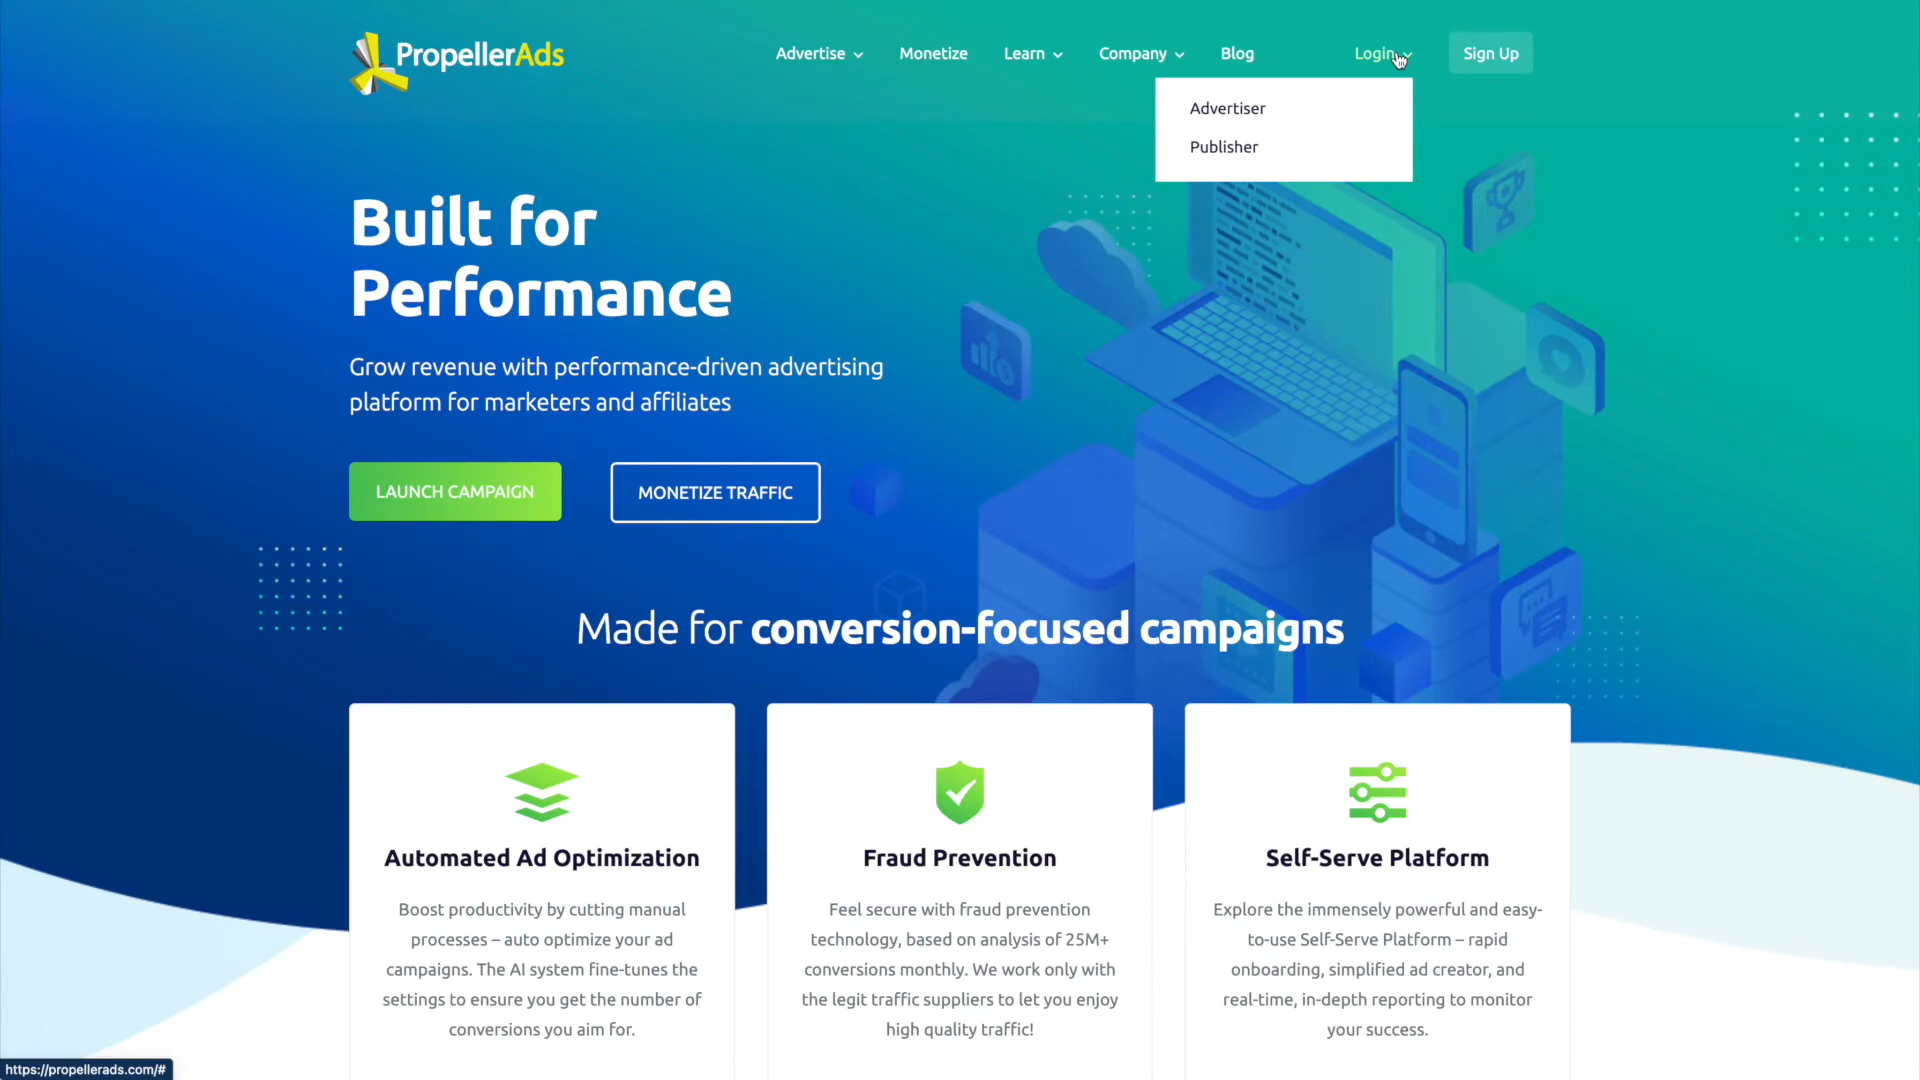 PropellerAds
Advertise
Monetize
Learn
Company
Blog
Login
Sign Up
Advertiser
Publisher
Built for
Performance
Grow revenue with performance-driven advertising
platform for marketers and affiliates
LAUNCH CAMPAIGN
MONETIZE TRAFFIC
Made for conversion-focused campaigns
Automated Ad Optimization
Boost productivity by cutting manual
processes – auto optimize your ad
campaigns. The AI system fine-tunes the
settings to ensure you get the number of
conversions you aim for.
Fraud Prevention
Feel secure with fraud prevention
technology, based on analysis of 25M+
conversions monthly. We work only with
the legit traffic suppliers to let you enjoy
high quality traffic!
Self-Serve Platform
Explore the immensely powerful and easy-
to-use Self-Serve Platform – rapid
onboarding, simplified ad creator, and
real-time, in-depth reporting to monitor
your success.
https://propellerads.com/#